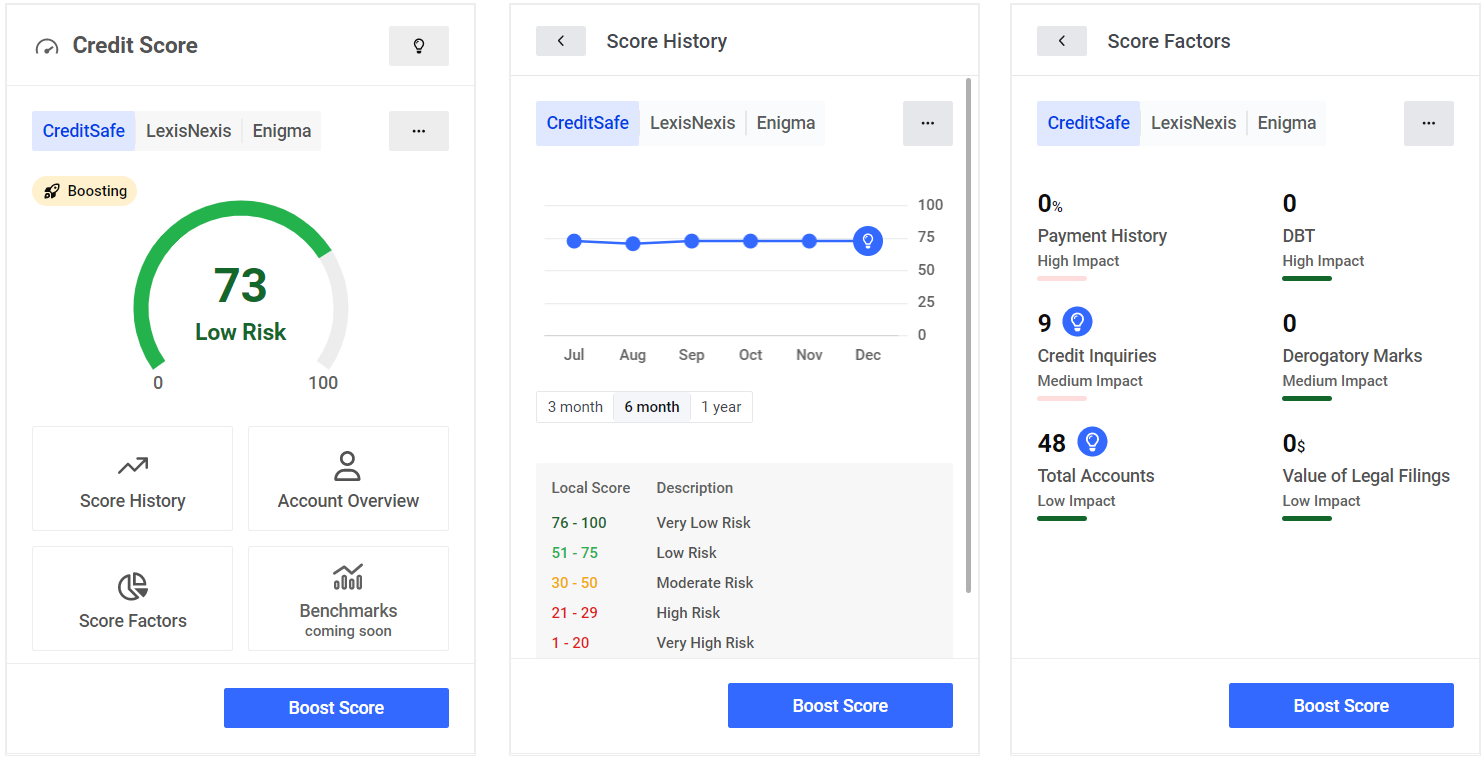 Credit Score
CreditSafe LexisNexis Enigma ...
Boosting
73
Low Risk
0 100
Score History Account Overview
Score Factors Benchmarks
coming soon
Boost Score
Score History
CreditSafe LexisNexis Enigma ...
100
75
50
25
0
Jul Aug Sep Oct Nov Dec
3 month 6 month 1 year
Local Score Description
76 - 100 Very Low Risk
51 - 75 Low Risk
30 - 50 Moderate Risk
21 - 29 High Risk
1 - 20 Very High Risk
Boost Score
Score Factors
CreditSafe LexisNexis Enigma ...
0% 0
Payment History DBT
High Impact High Impact
9 0
Credit Inquiries Derogatory Marks
Medium Impact Medium Impact
48 0$
Total Accounts Value of Legal Filings
Low Impact Low Impact
Boost Score